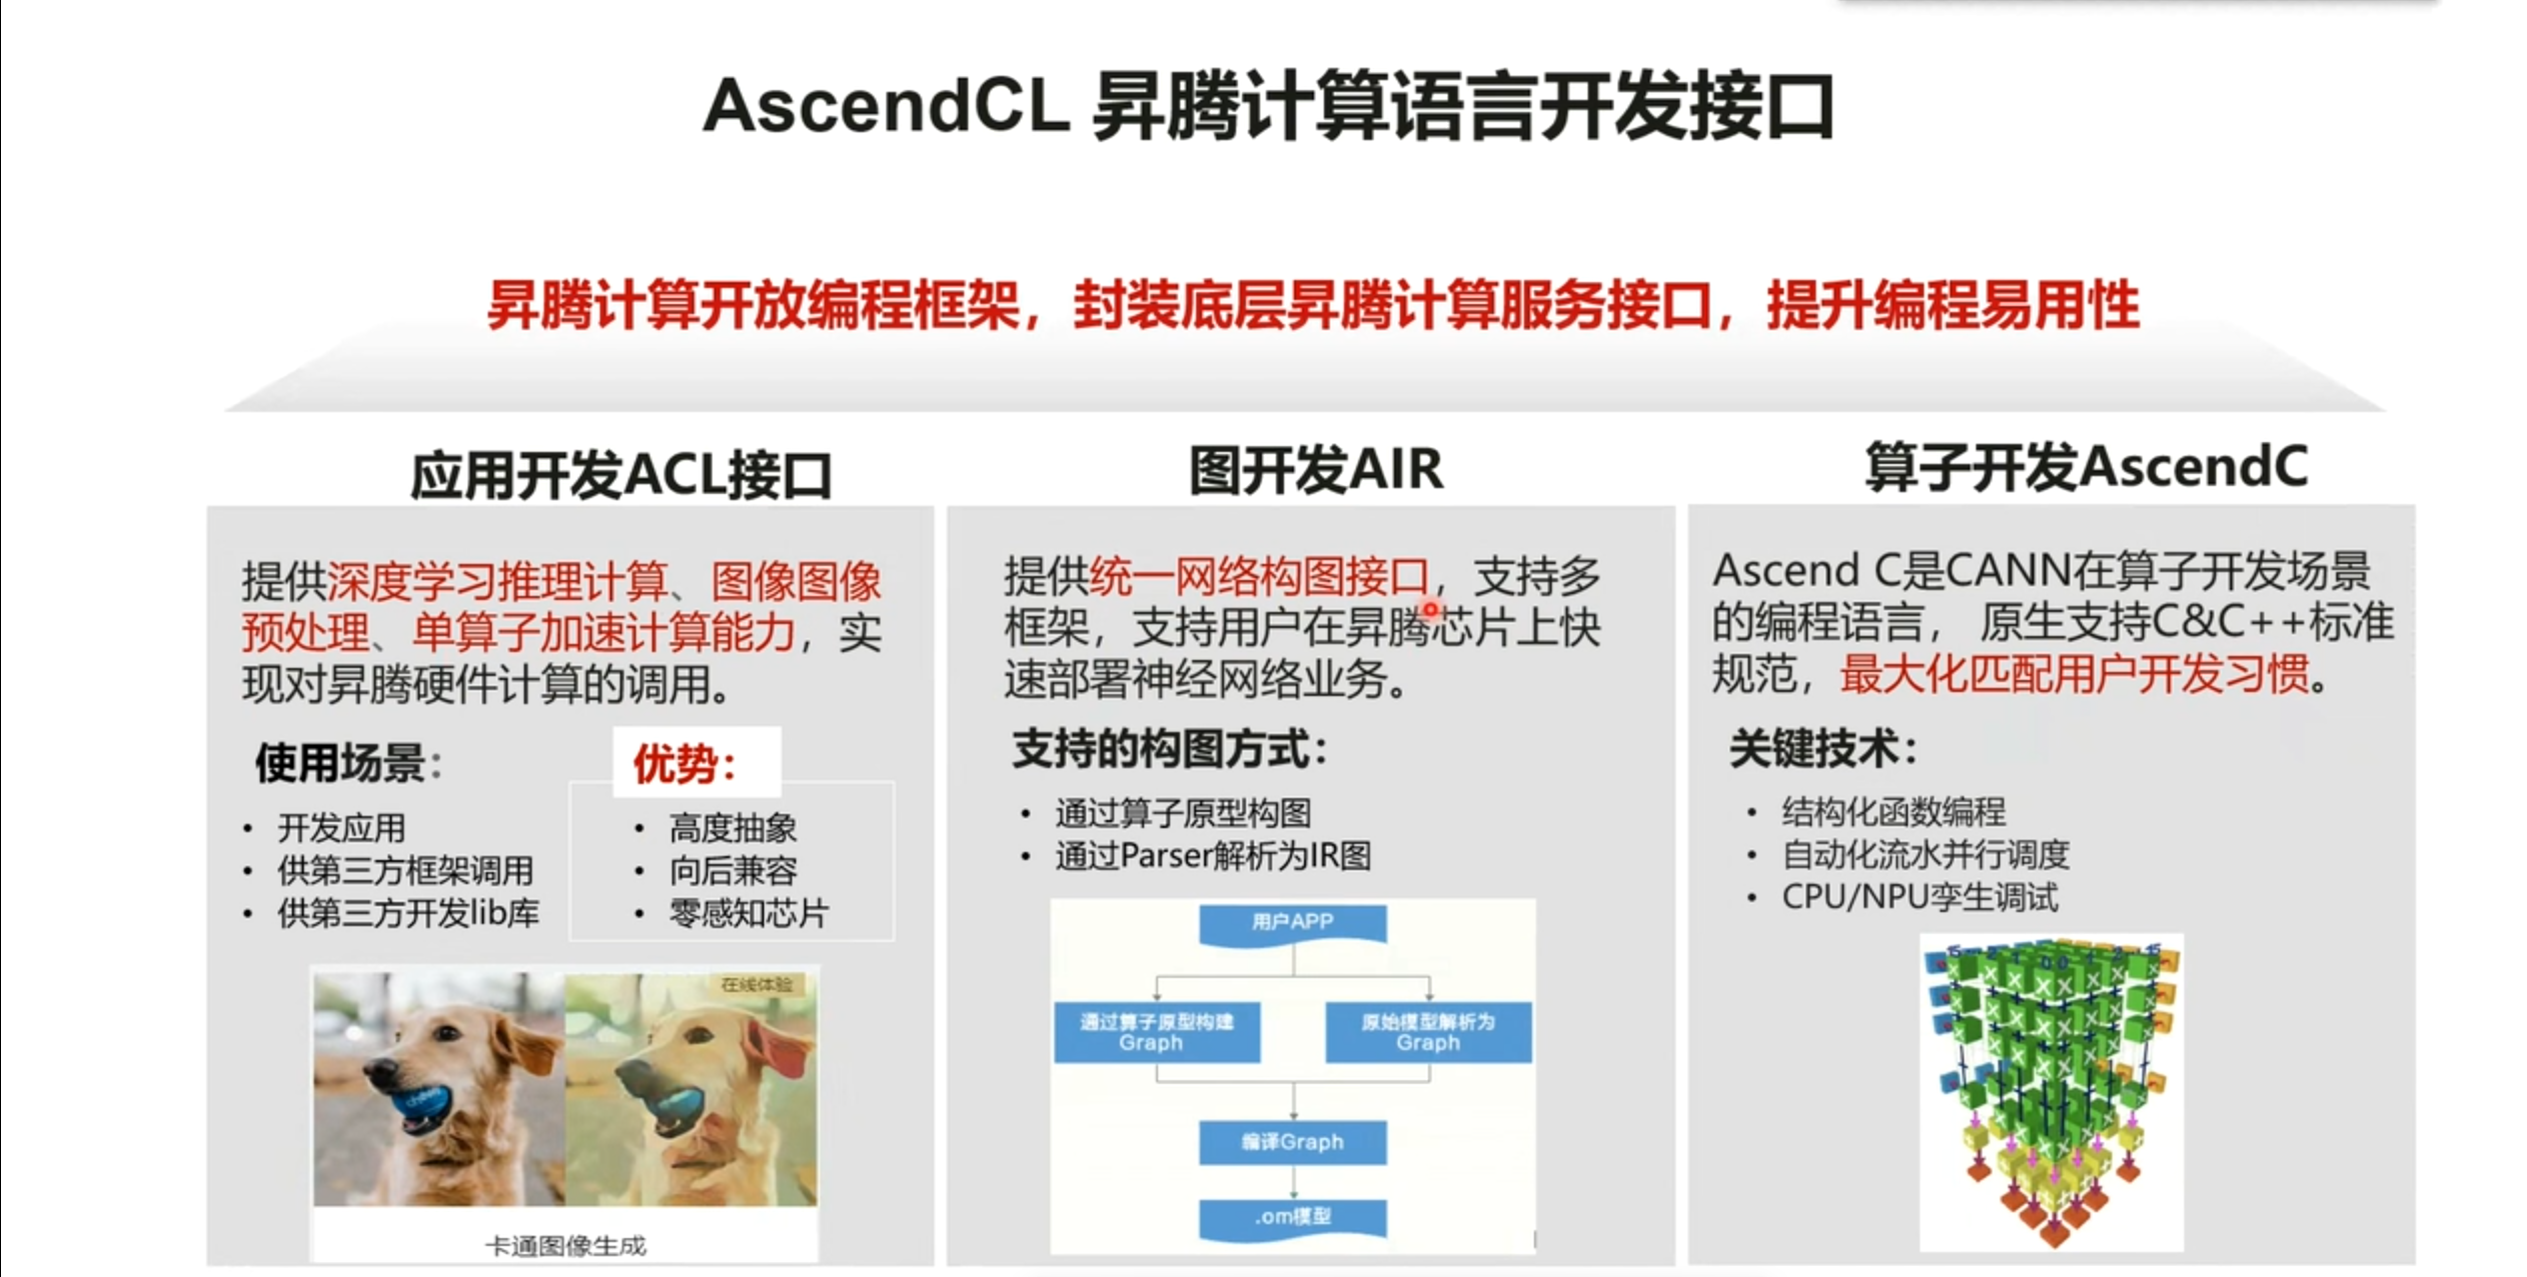 AscendCL 昇腾计算语言开发接口
昇腾计算开放编程框架，封装底层昇腾计算服务接口，提升编程易用性
应用开发ACL接口
提供深度学习推理计算、图像图像
预处理、单算子加速计算能力，实
现对昇腾硬件计算的调用。
使用场景：
• 开发应用
• 供第三方框架调用
• 供第三方开发lib库
优势：
• 高度抽象
• 向后兼容
• 零感知芯片
在线体验
卡通图像生成
图开发AIR
提供统一网络构图接口，支持多
框架，支持用户在昇腾芯片上快
速部署神经网络业务。
支持的构图方式：
• 通过算子原型构图
• 通过Parser解析为IR图
用户APP
通过算子原型构建
Graph
原始模型解析为
Graph
编译Graph
.om模型
算子开发AscendC
Ascend C是CANN在算子开发场景
的编程语言， 原生支持C&C++标准
规范，最大化匹配用户开发习惯。
关键技术：
• 结构化函数编程
• 自动化流水并行调度
• CPU/NPU孪生调试